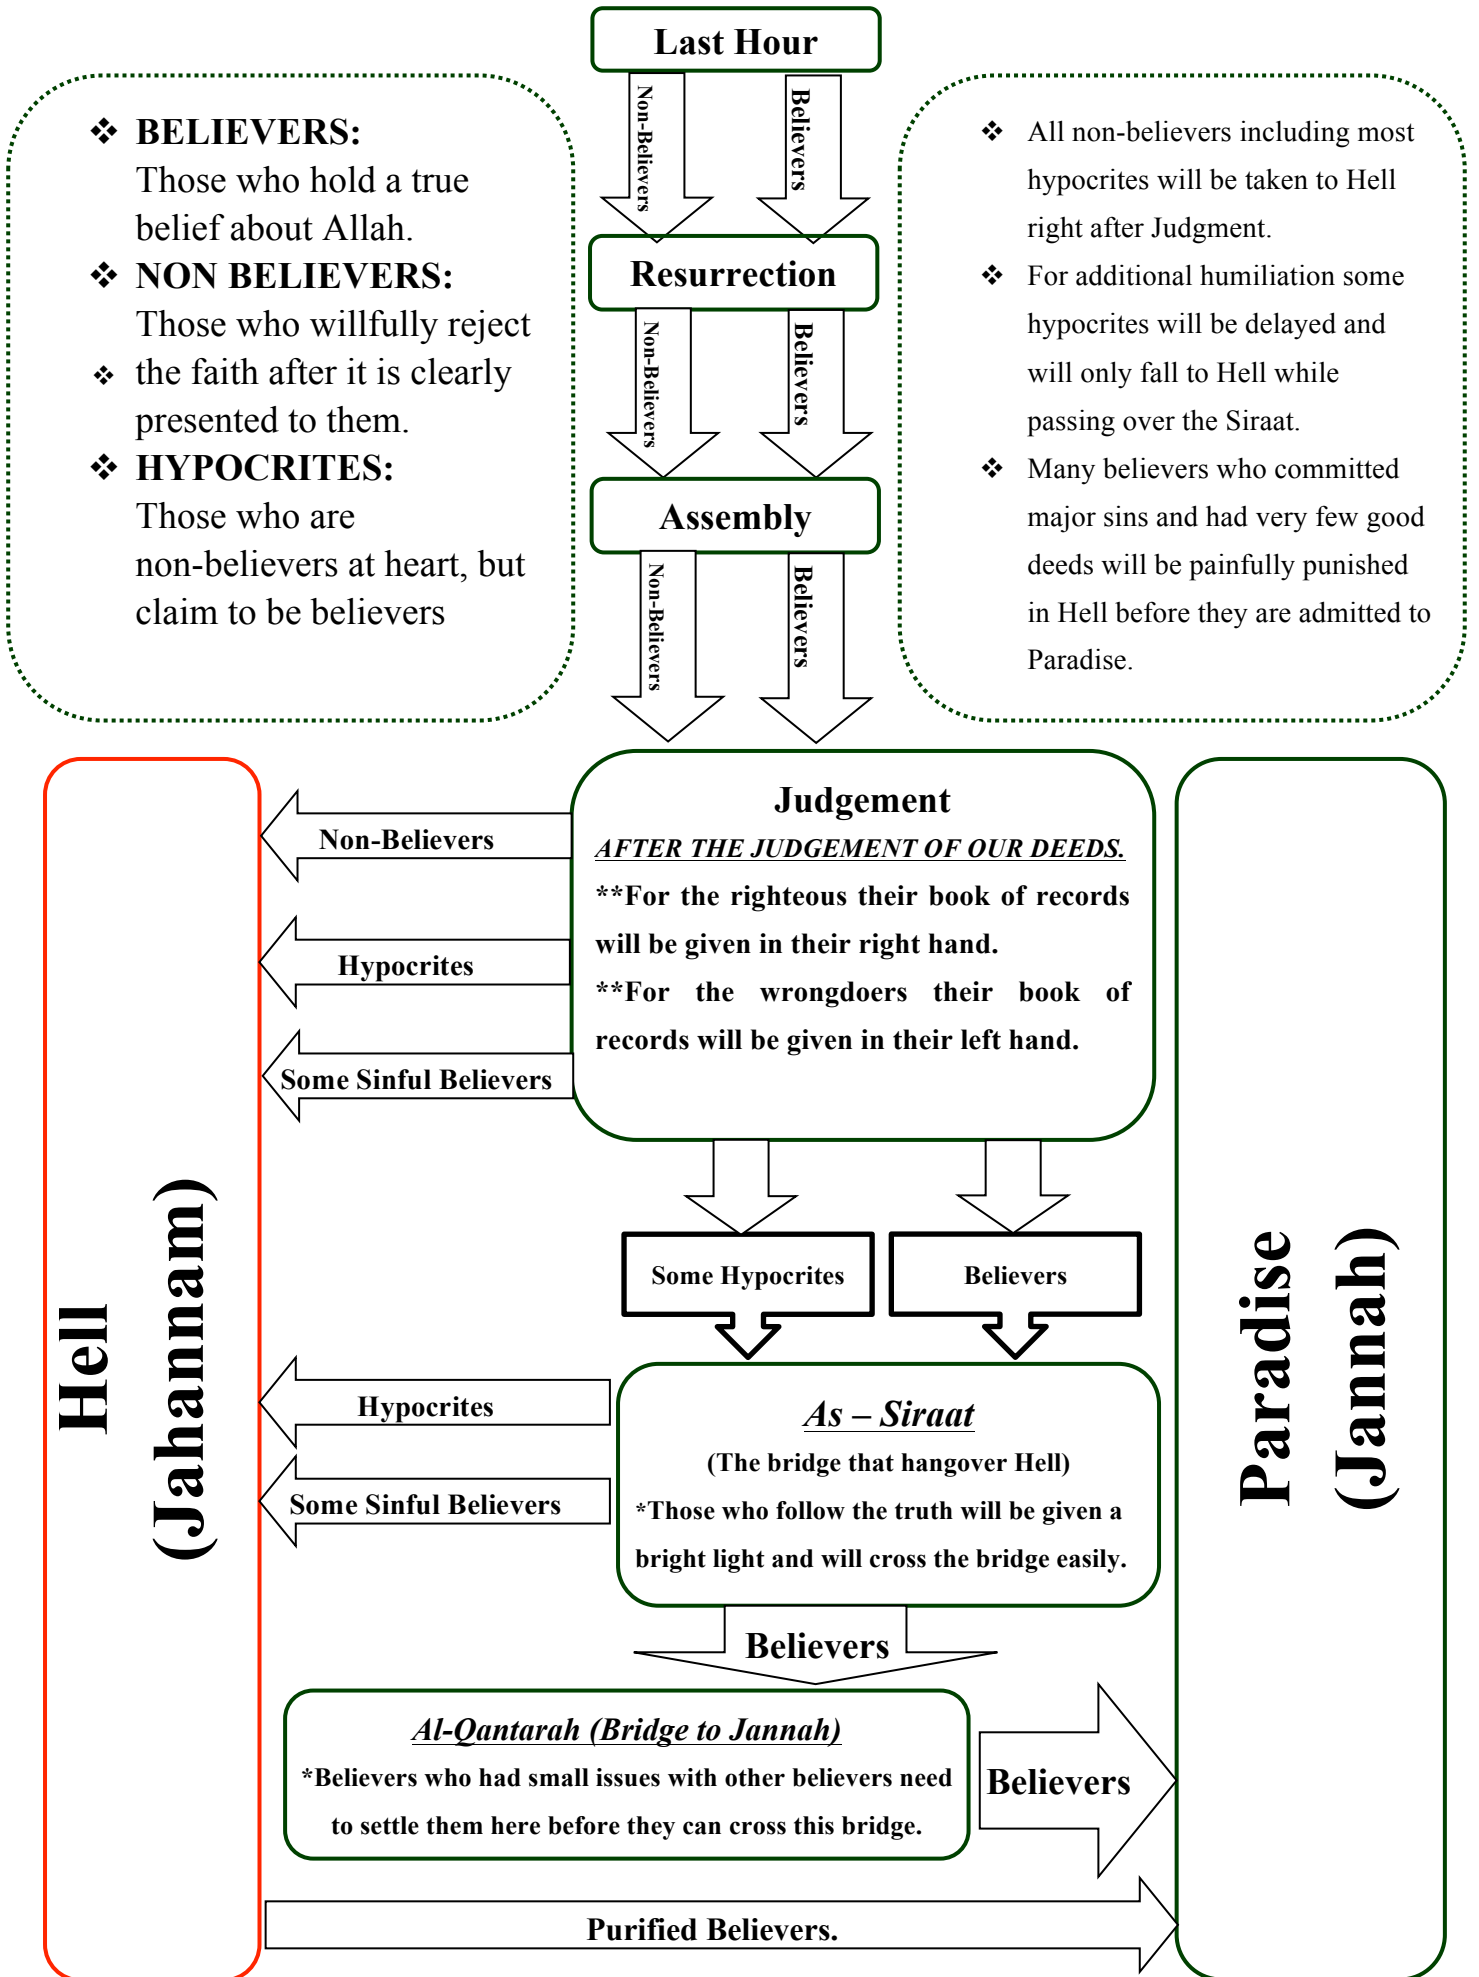 Last Hour
Non-Believers
Believers
❖ BELIEVERS:
Those who hold a true
belief about Allah.
❖ NON BELIEVERS:
Those who willfully reject
❖ the faith after it is clearly
presented to them.
❖ HYPOCRITES:
Those who are
non-believers at heart, but
claim to be believers
❖ All non-believers including most
hypocrites will be taken to Hell
right after Judgment.
❖ For additional humiliation some
hypocrites will be delayed and
will only fall to Hell while
passing over the Siraat.
❖ Many believers who committed
major sins and had very few good
deeds will be painfully punished
in Hell before they are admitted to
Paradise.
Resurrection
Non-Believers
Believers
Assembly
Non-Believers
Believers
Judgement
AFTER THE JUDGEMENT OF OUR DEEDS.
**For the righteous their book of records
will be given in their right hand.
**For the wrongdoers their book of
records will be given in their left hand.
Non-Believers
Hypocrites
Some Sinful Believers
Hell
(Jahannam)
Paradise
(Jannah)
Some Hypocrites
Believers
As – Siraat
(The bridge that hangover Hell)
*Those who follow the truth will be given a
bright light and will cross the bridge easily.
Hypocrites
Some Sinful Believers
Believers
Al-Qantarah (Bridge to Jannah)
*Believers who had small issues with other believers need
to settle them here before they can cross this bridge.
Believers
Purified Believers.